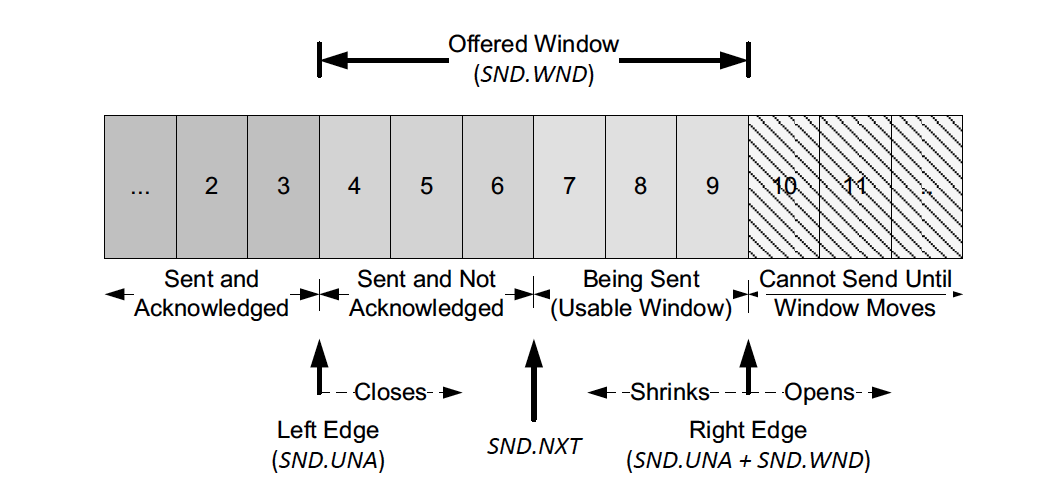 Offered Window
(SND.WND)
... 2 3 4 5 6 7 8 9 10 11 ..
Sent and
Acknowledged
Sent and Not
Acknowledged
Being Sent
(Usable Window)
Cannot Send Until
Window Moves
Closes
Shrinks
Opens
Left Edge
(SND.UNA)
SND.NXT
Right Edge
(SND.UNA + SND.WND)